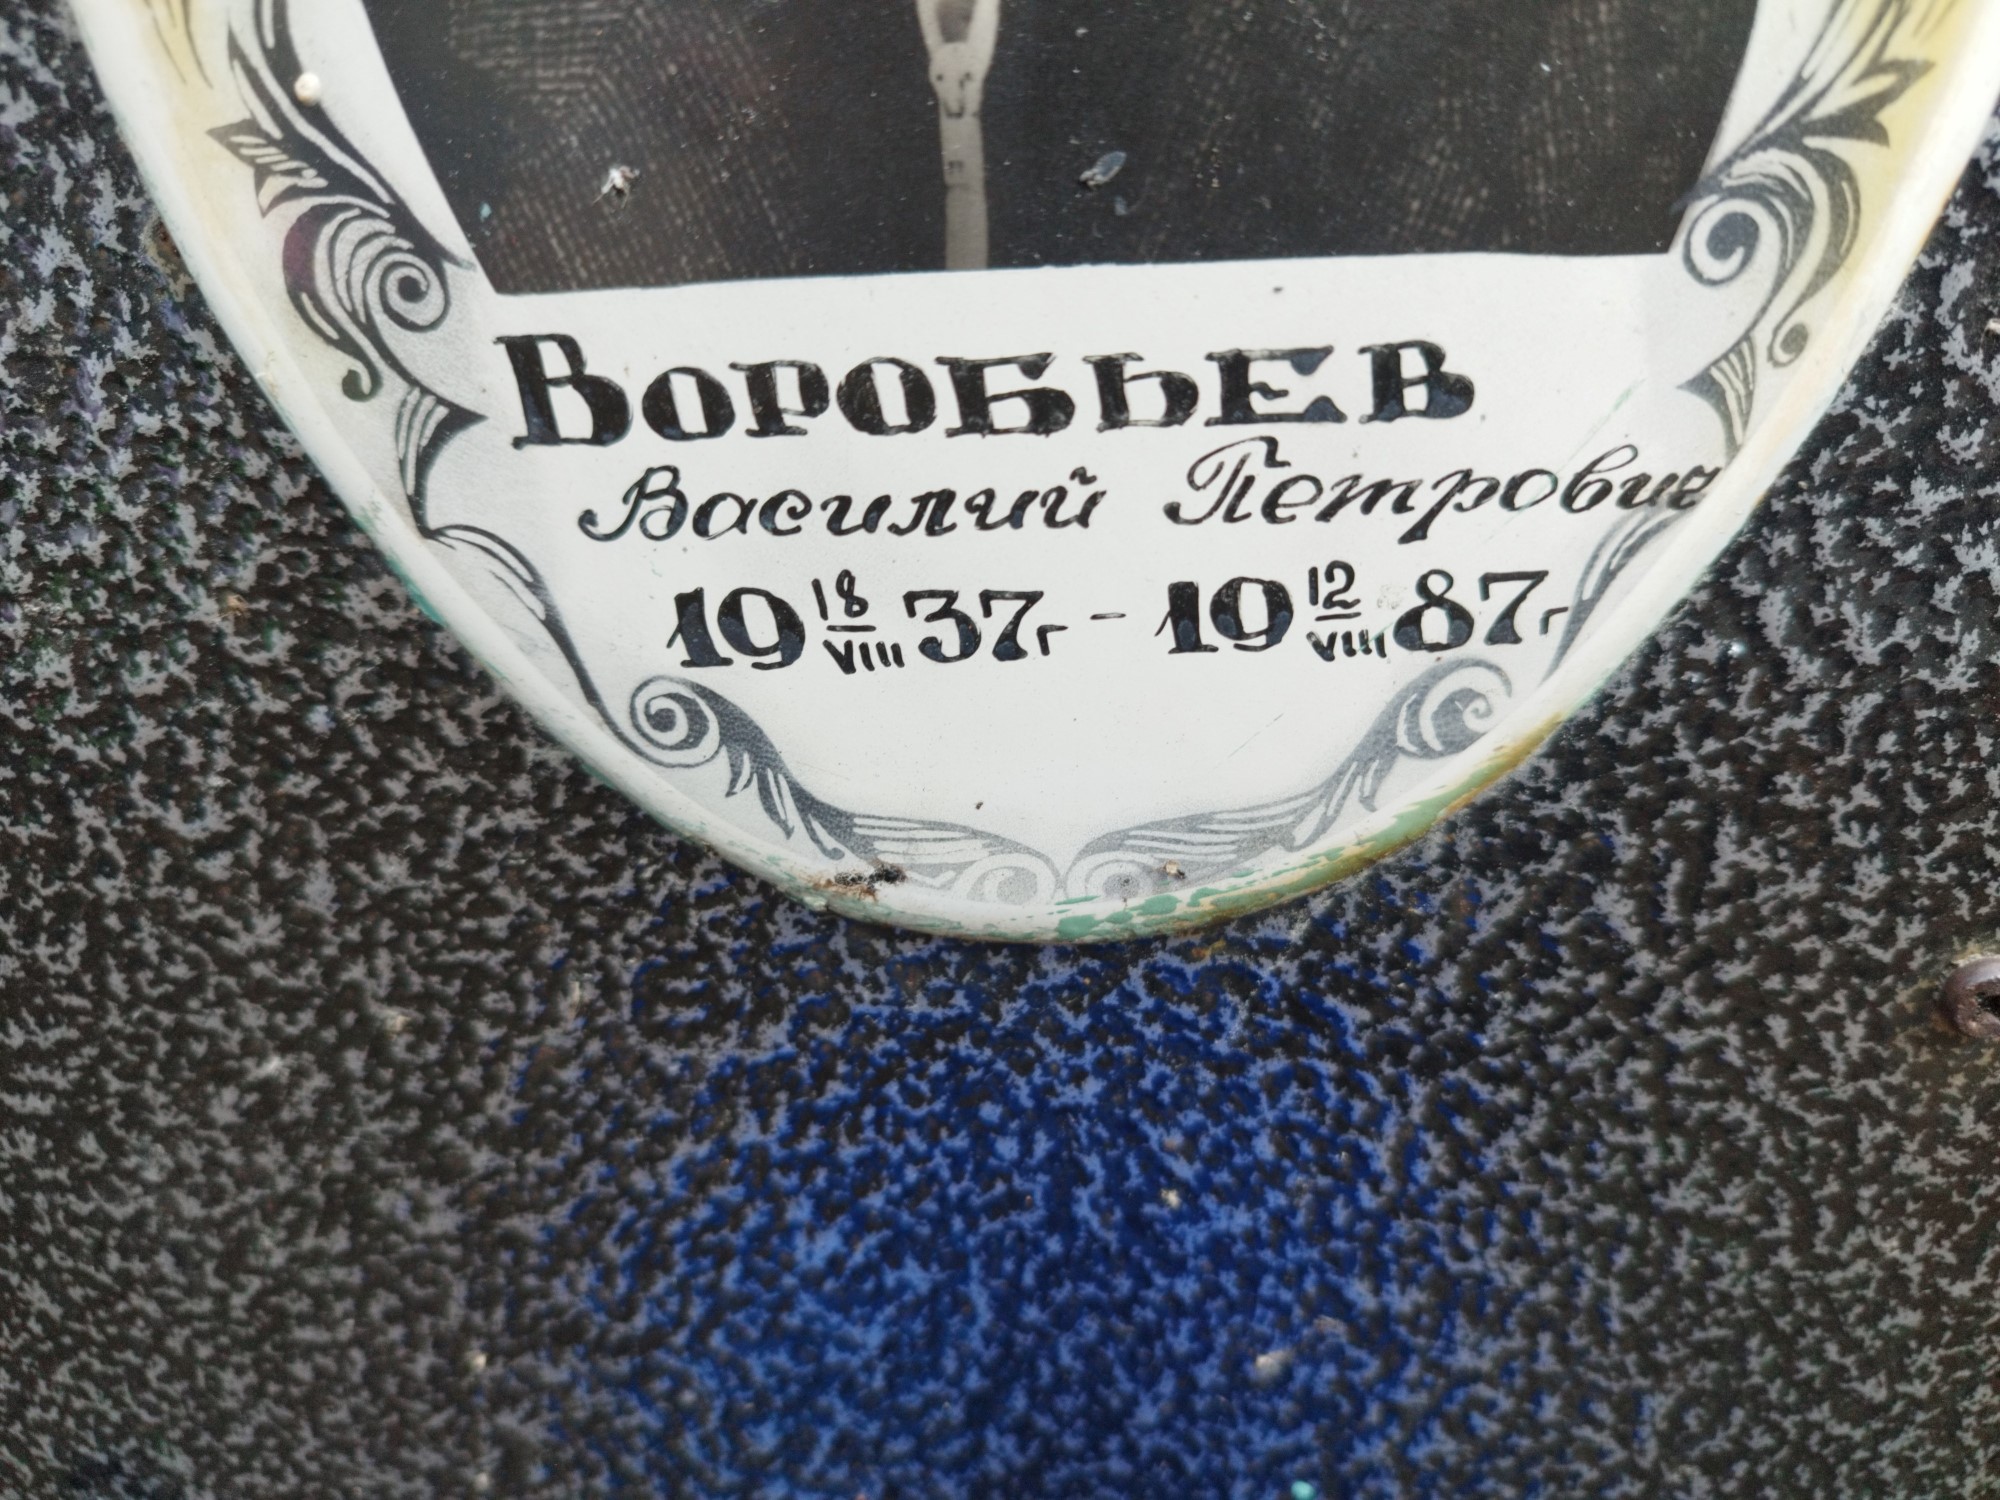 Воробьев
Василий Петрович
19 18/VIII 37г - 19 12/VIII 87г